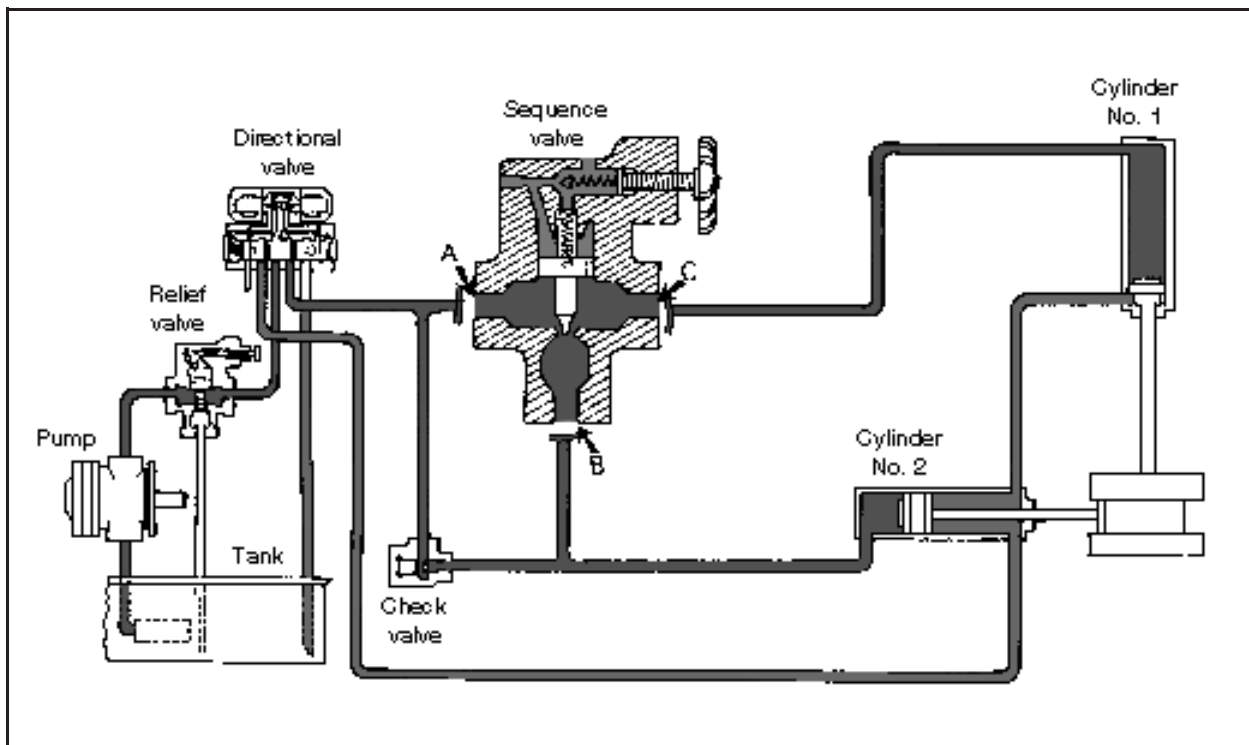 Cylinder
No. 1
Sequence
valve
Directional
valve
A
C
Relief
valve
B
Pump
Cylinder
No. 2
Tank
Check
valve